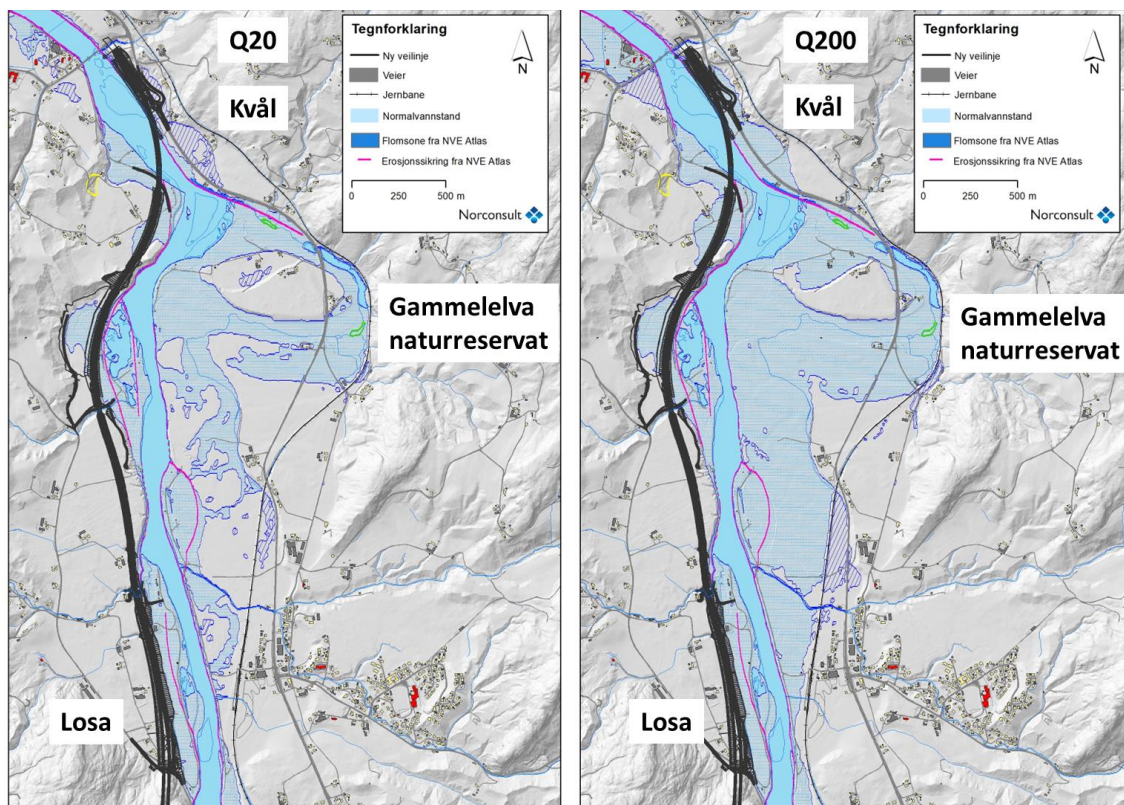 Q20
Kvål
Tegnforklaring
N
Ny veilinje
Veier
Jernbane
Normalvannstand
Flomsone fra NVE Atlas
Erosjonssikring fra NVE Atlas
0 250 500 m
Norconsult
Gammelelva
naturreservat
Losa
Q200
Kvål
Tegnforklaring
N
Ny veilinje
Veier
Jernbane
Normalvannstand
Flomsone fra NVE Atlas
Erosjonssikring fra NVE Atlas
0 250 500 m
Norconsult
Gammelelva
naturreservat
Losa